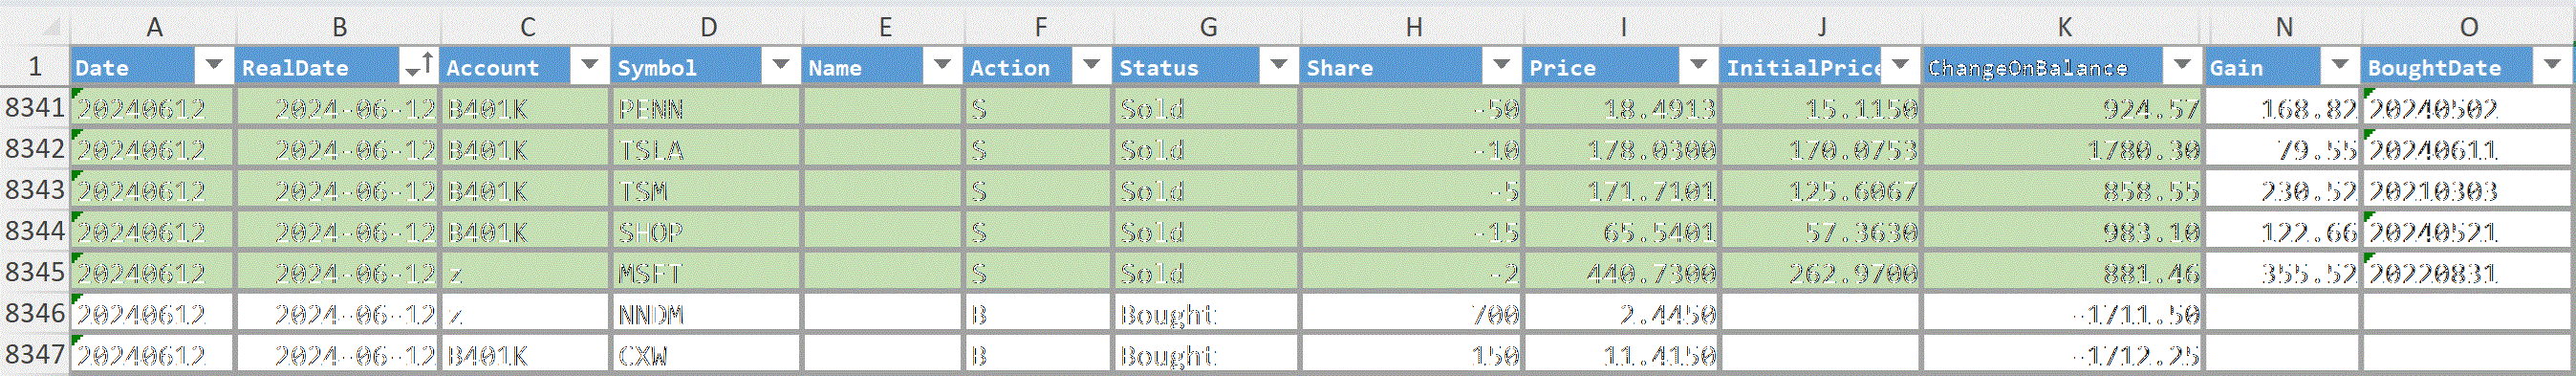 A B C D E F G H I J K N O
1 Date RealDate Account Symbol Name Action Status Share Price InitialPrice ChangeOnBalance Gain BoughtDate
8341 20240612 2024-06-12 B401K PENN S Sold -50 18.4913 15.1150 924.57 168.82 20240502
8342 20240612 2024-06-12 B401K TSLA S Sold -10 178.0300 170.0753 1780.30 79.55 20240611
8343 20240612 2024-06-12 B401K TSM S Sold -5 171.7101 125.6067 858.55 230.52 20210303
8344 20240612 2024-06-12 B401K SHOP S Sold -15 65.5401 57.3630 983.10 122.66 20240521
8345 20240612 2024-06-12 z MSFT S Sold -2 440.7300 262.9700 881.46 355.52 20220831
8346 20240612 2024-06-12 z NNDM B Bought 700 2.4450 -1711.50
8347 20240612 2024-06-12 B401K CXW B Bought 150 11.4150 -1712.25